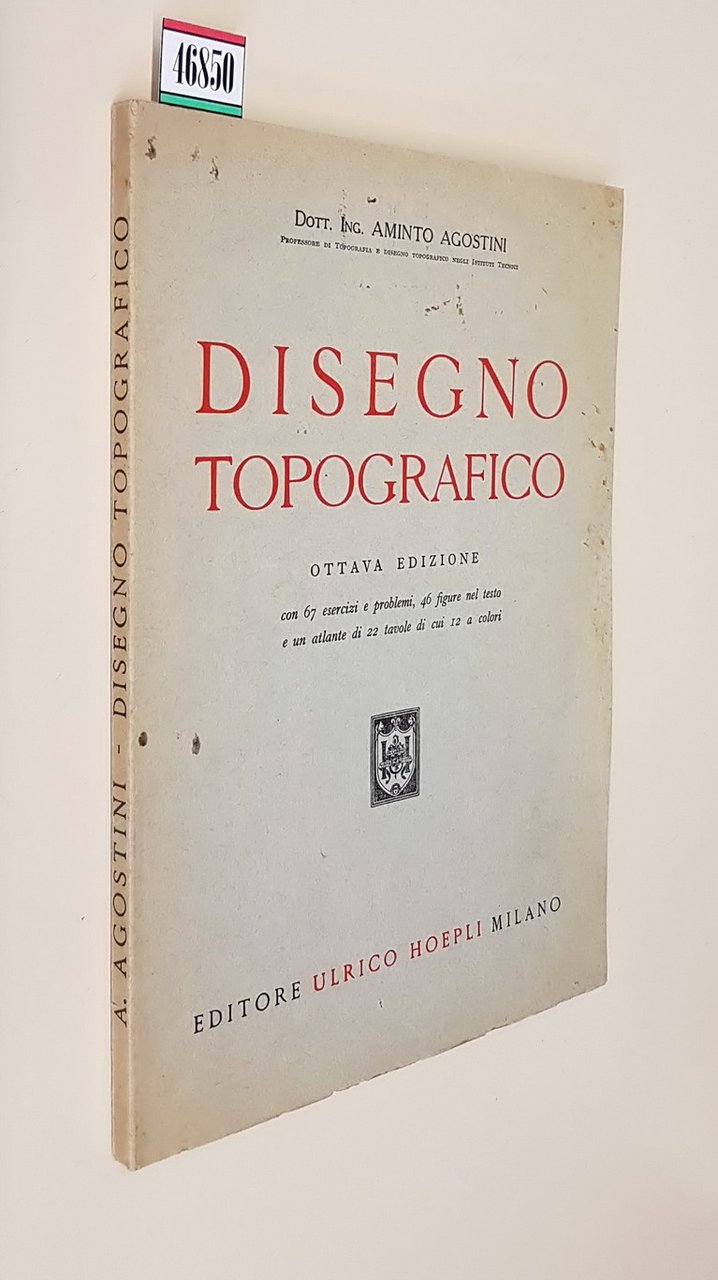 46850
Dott. Ing. AMINTO AGOSTINI
Professore di Topografia e disegno topografico negli Istituti Tecnici
DISEGNO
TOPOGRAFICO
OTTAVA EDIZIONE
con 67 esercizi e problemi, 46 figure nel testo
e un atlante di 22 tavole di cui 12 a colori
EDITORE ULRICO HOEPLI MILANO
A. AGOSTINI - DISEGNO TOPOGRAFICO